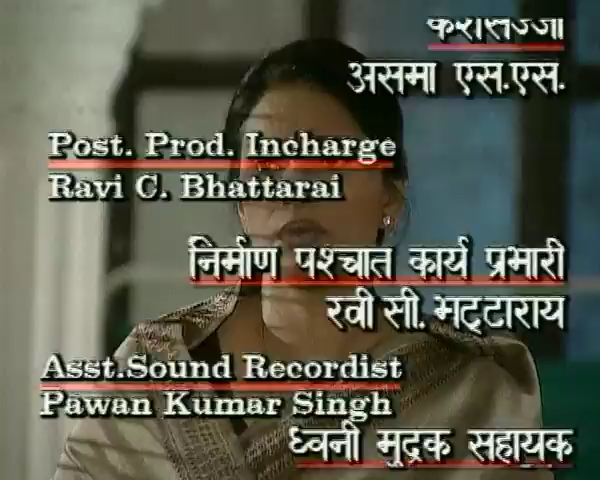 केशसज्जा
असमा एस.एस.
Post. Prod. Incharge
Ravi C. Bhattarai
निर्माण पश्चात कार्य प्रभारी
रवी सी. भट्टाराय
Asst.Sound Recordist
Pawan Kumar Singh
ध्वनी मुद्रक सहायक